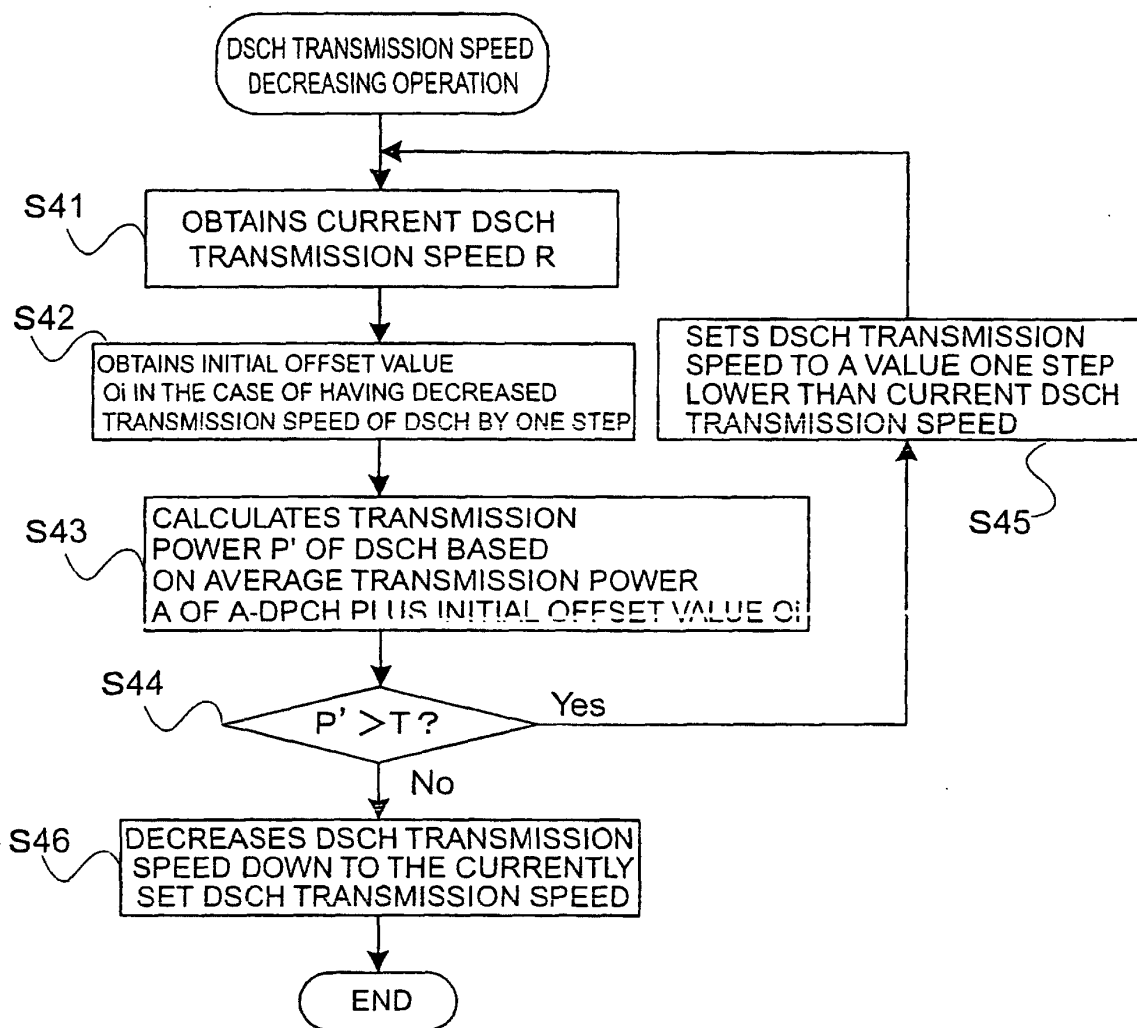 DSCH TRANSMISSION SPEED
DECREASING OPERATION
S41
OBTAINS CURRENT DSCH
TRANSMISSION SPEED R
S42
OBTAINS INITIAL OFFSET VALUE
Oi IN THE CASE OF HAVING DECREASED
TRANSMISSION SPEED OF DSCH BY ONE STEP
SETS DSCH TRANSMISSION
SPEED TO A VALUE ONE STEP
LOWER THAN CURRENT DSCH
TRANSMISSION SPEED
S45
S43
CALCULATES TRANSMISSION
POWER P' OF DSCH BASED
ON AVERAGE TRANSMISSION POWER
A OF A-DPCH PLUS INITIAL OFFSET VALUE Oi
S44
P' >T ?
Yes
No
S46
DECREASES DSCH TRANSMISSION
SPEED DOWN TO THE CURRENTLY
SET DSCH TRANSMISSION SPEED
END